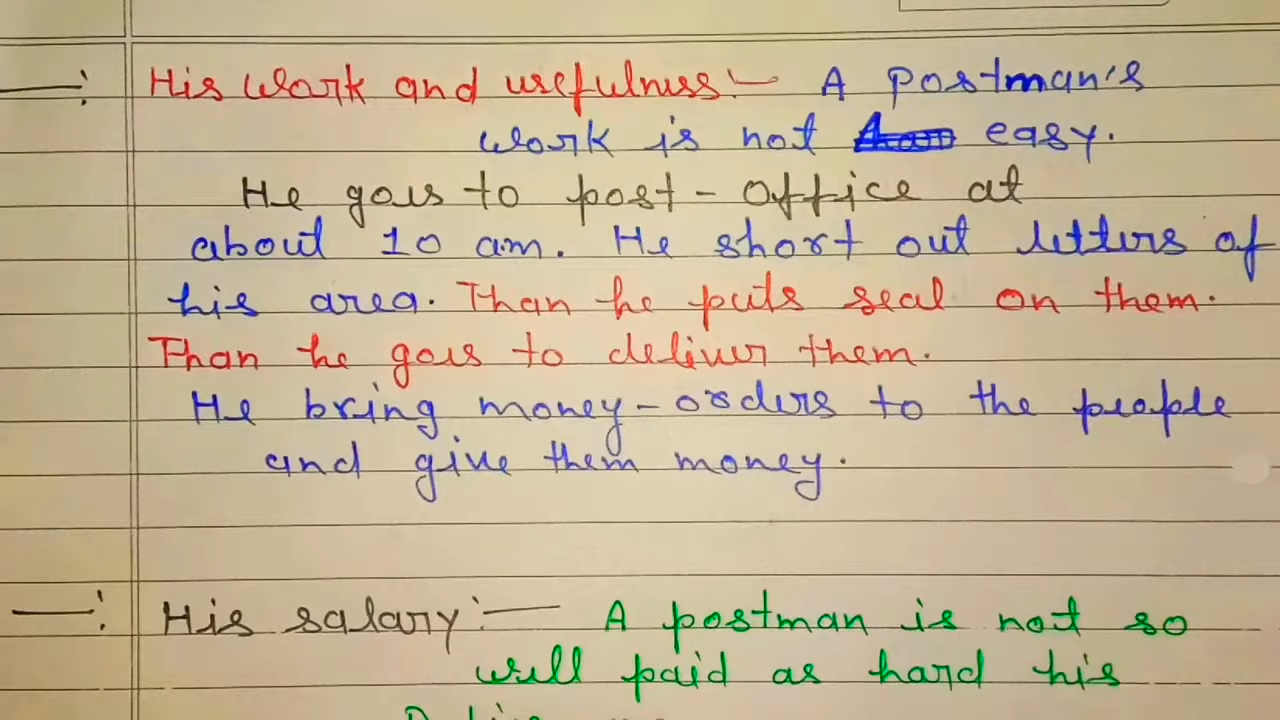 His work and usefulness:- A Postman's
work is not easy.
He goes to post-office at
about 10 am. He short out letters of
his area. Than he puts seal on them.
Than he goes to deliver them.
He bring money-orders to the people
and give them money.
His salary:- A postman is not so
well paid as hard his